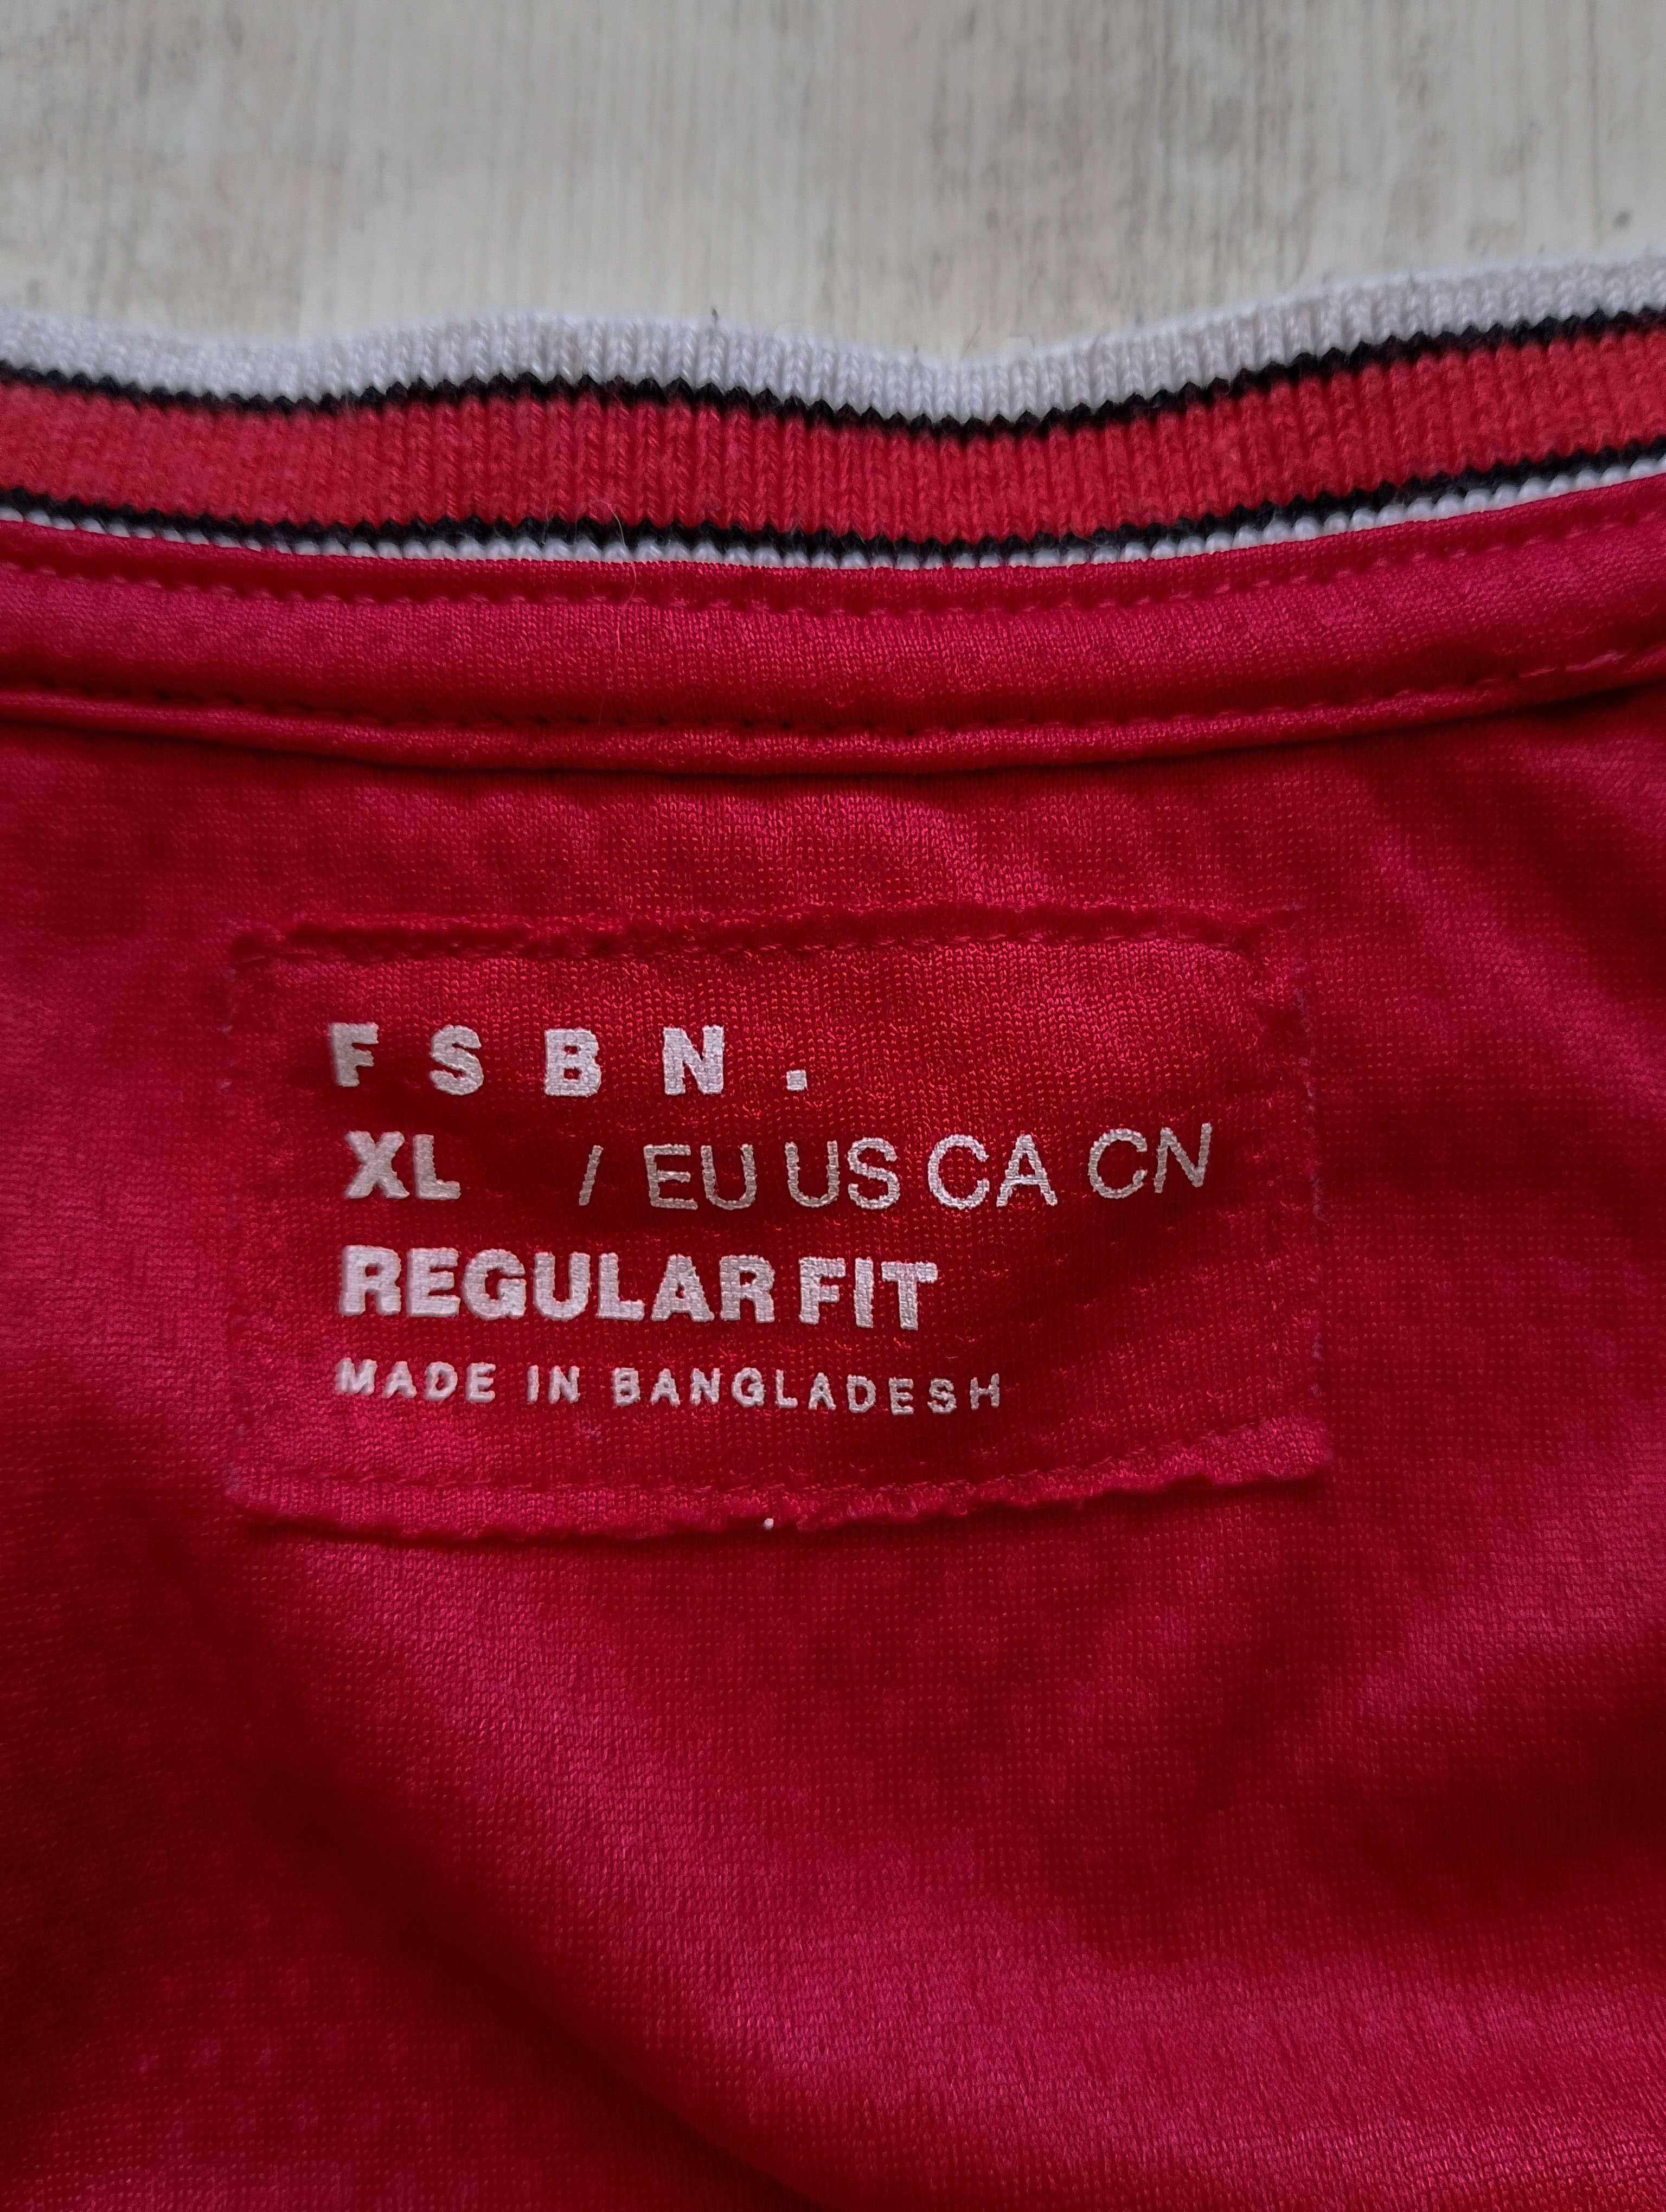 F S B N .
XL / EU US CA CN
REGULAR FIT
MADE IN BANGLADESH